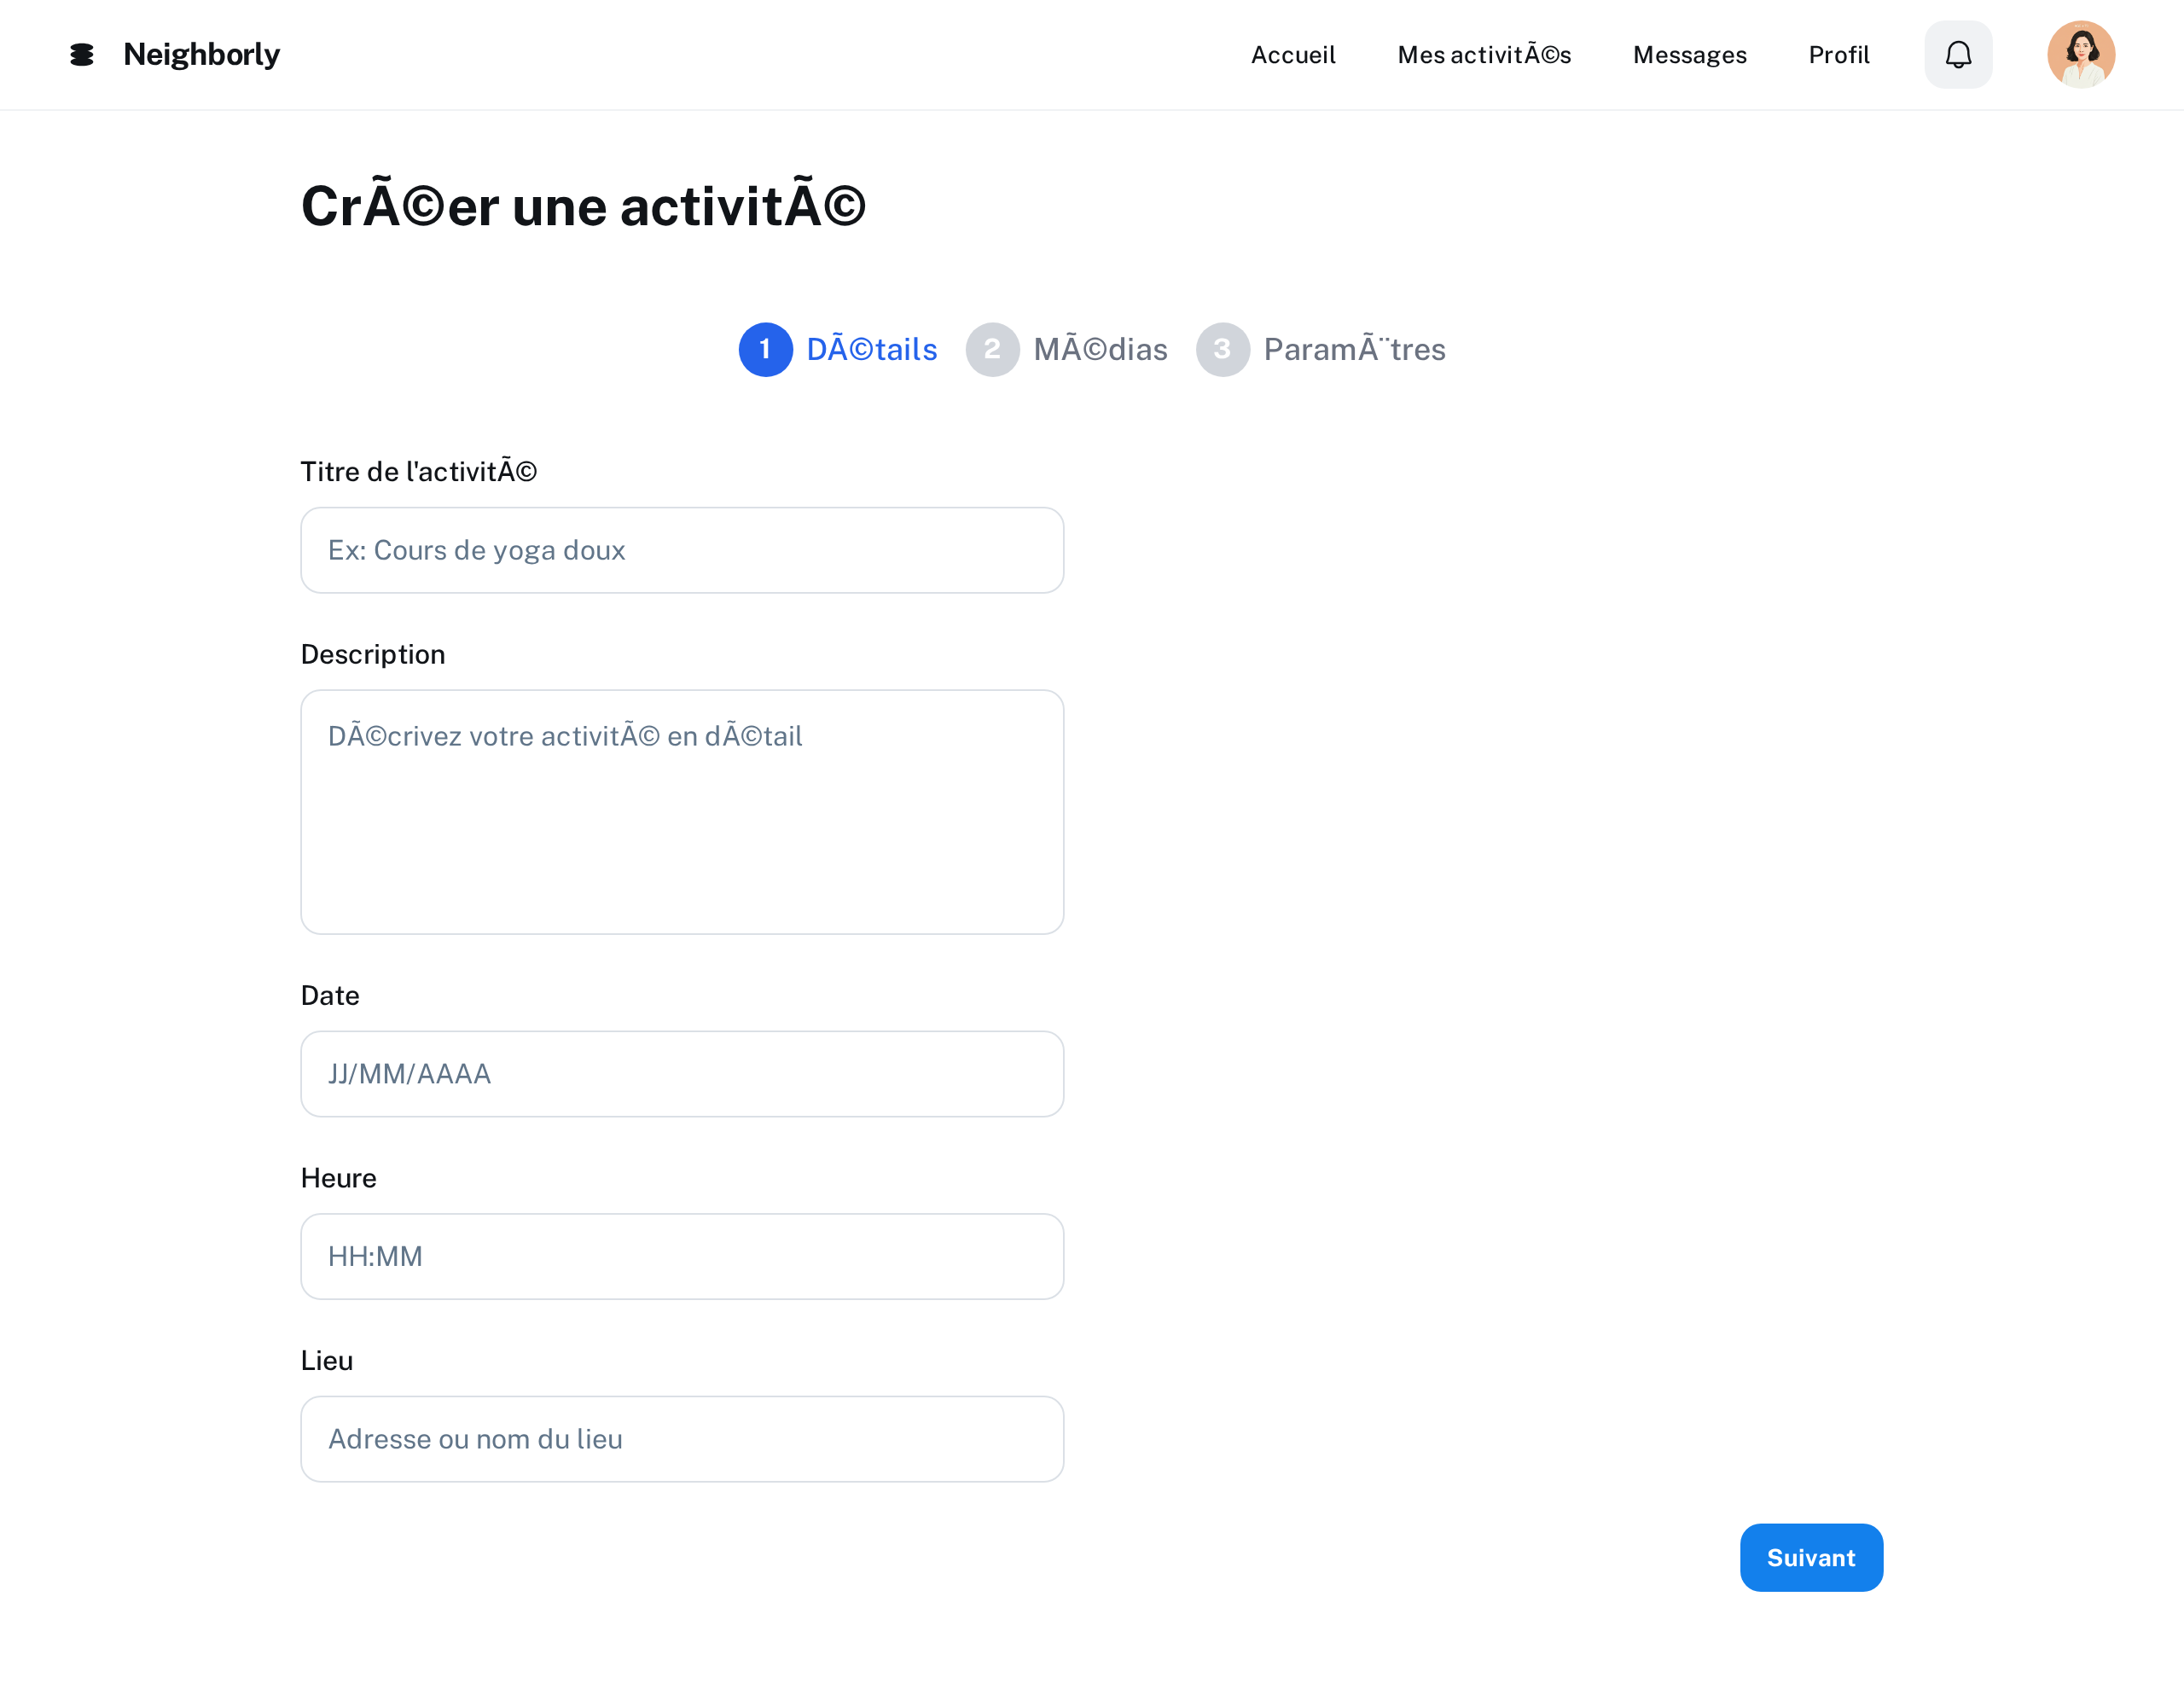 Neighborly
Accueil
Mes activitÃ©s
Messages
Profil
CrÃ©er une activitÃ©
1 DÃ©tails
2 MÃ©dias
3 ParamÃ¨tres
Titre de l'activitÃ©
Ex: Cours de yoga doux
Description
DÃ©crivez votre activitÃ© en dÃ©tail
Date
JJ/MM/AAAA
Heure
HH:MM
Lieu
Adresse ou nom du lieu
Suivant